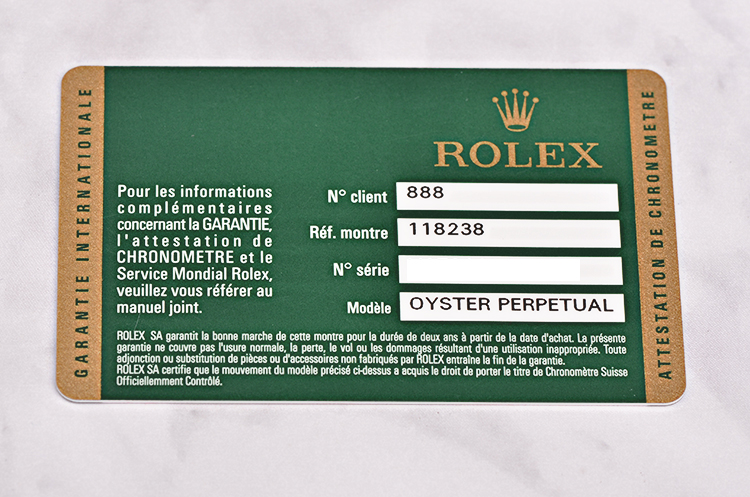 GARANTIE INTERNATIONALE
ROLEX
Pour les informations
complémentaires
concernant la GARANTIE,
l'attestation de
CHRONOMETRE et le
Service Mondial Rolex,
veuillez vous référer au
manuel joint.
N° client 888
Réf. montre 118238
N° série
Modèle OYSTER PERPETUAL
ROLEX SA garantit la bonne marche de cette montre pour la durée de deux ans à partir de la date d'achat. La présente
garantie ne couvre pas l'usure normale, la perte, le vol ou les dommages résultant d'une utilisation inappropriée. Toute
adjonction ou substitution de pièces ou d'accessoires non fabriqués par ROLEX entraîne la fin de la garantie.
ROLEX SA certifie que le mouvement du modèle précisé ci-dessus a acquis le droit de porter le titre de Chronomètre Suisse
Officiellement Contrôlé.
ATTESTATION DE CHRONOMETRE